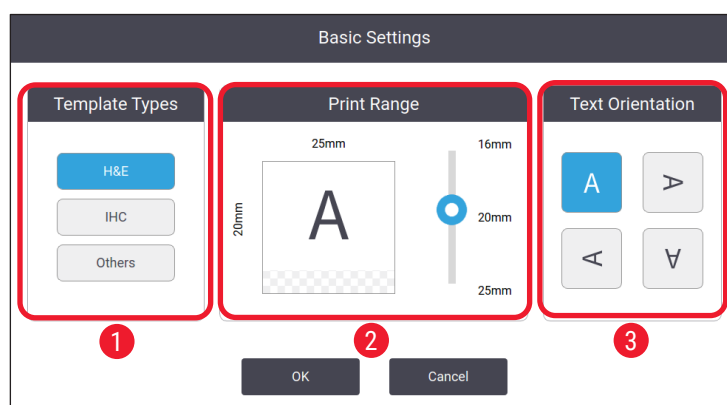 Basic Settings
Template Types
H&E
IHC
Others
1
Print Range
25mm
20mm
A
16mm
20mm
25mm
2
Text Orientation
A
A
A
A
3
OK
Cancel